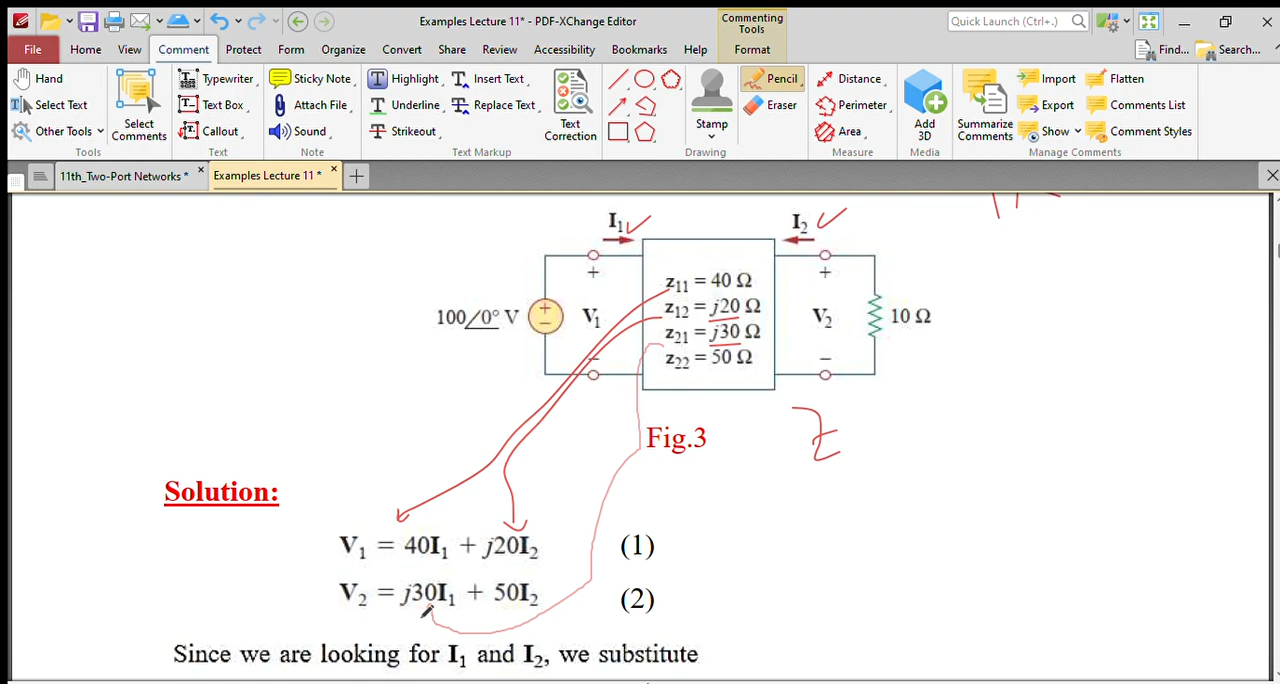 Examples Lecture 11* - PDF-XChange Editor
Commenting Tools
Quick Launch (Ctrl+.)
File Home View Comment Protect Form Organize Convert Share Review Accessibility Bookmarks Help Format
Find...
Search...
Hand
Select Text
Other Tools
Select Comments
Tools
Typewriter
Text Box
Callout
Text
Sticky Note
Attach File
Sound
Note
Highlight
Underline
Strikeout
Insert Text
Replace Text
Text Correction
Text Markup
Stamp
Pencil
Eraser
Drawing
Distance
Perimeter
Area
Measure
Add 3D
Media
Summarize Comments
Import
Export
Show
Flatten
Comments List
Comment Styles
Manage Comments
11th_Two-Port Networks *
Examples Lecture 11 *
I₁
I₂
100∠0° V
+
−
+
V₁
−
z₁₁ = 40 Ω
z₁₂ = j20 Ω
z₂₁ = j30 Ω
z₂₂ = 50 Ω
+
V₂
−
10 Ω
Fig.3
Z
Solution:
V₁ = 40I₁ + j20I₂ (1)
V₂ = j30I₁ + 50I₂ (2)
Since we are looking for I₁ and I₂, we substitute